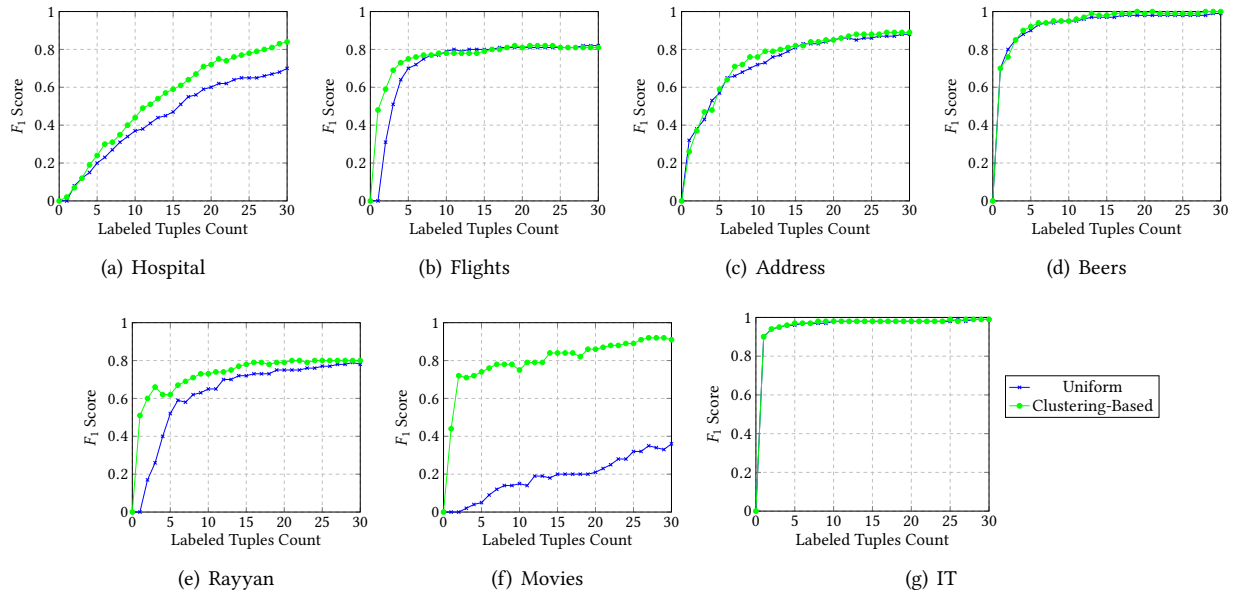 1
0.8
0.6
0.4
0.2
0
F1 Score
0 5 10 15 20 25 30
Labeled Tuples Count
(a) Hospital
1
0.8
0.6
0.4
0.2
0
F1 Score
0 5 10 15 20 25 30
Labeled Tuples Count
(b) Flights
1
0.8
0.6
0.4
0.2
0
F1 Score
0 5 10 15 20 25 30
Labeled Tuples Count
(c) Address
1
0.8
0.6
0.4
0.2
0
F1 Score
0 5 10 15 20 25 30
Labeled Tuples Count
(d) Beers
1
0.8
0.6
0.4
0.2
0
F1 Score
0 5 10 15 20 25 30
Labeled Tuples Count
(e) Rayyan
1
0.8
0.6
0.4
0.2
0
F1 Score
0 5 10 15 20 25 30
Labeled Tuples Count
(f) Movies
1
0.8
0.6
0.4
0.2
0
F1 Score
0 5 10 15 20 25 30
Labeled Tuples Count
(g) IT
Uniform
Clustering-Based